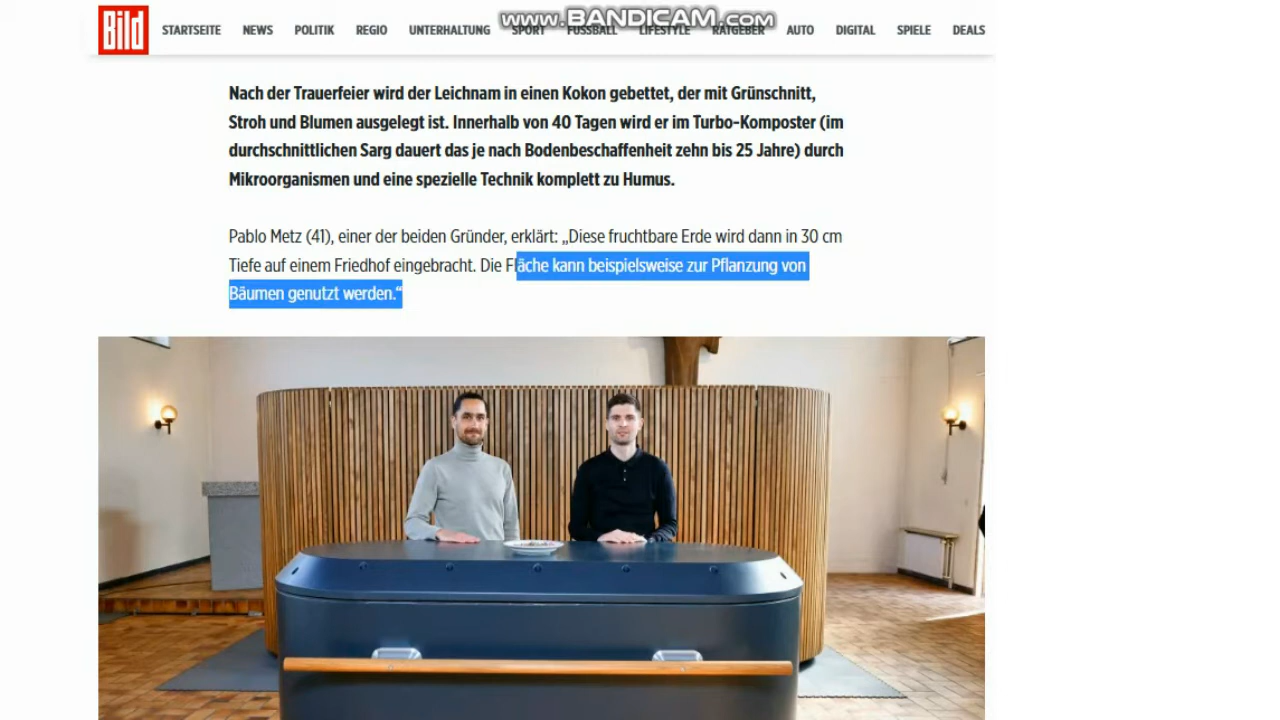 www.BANDICAM.com
Bild STARTSEITE NEWS POLITIK REGIO UNTERHALTUNG SPORT FUSSBALL LIFESTYLE RATGEBER AUTO DIGITAL SPIELE DEALS
Nach der Trauerfeier wird der Leichnam in einen Kokon gebettet, der mit Grünschnitt,
Stroh und Blumen ausgelegt ist. Innerhalb von 40 Tagen wird er im Turbo-Komposter (im
durchschnittlichen Sarg dauert das je nach Bodenbeschaffenheit zehn bis 25 Jahre) durch
Mikroorganismen und eine spezielle Technik komplett zu Humus.
Pablo Metz (41), einer der beiden Gründer, erklärt: „Diese fruchtbare Erde wird dann in 30 cm
Tiefe auf einem Friedhof eingebracht. Die Fläche kann beispielsweise zur Pflanzung von
Bäumen genutzt werden.“